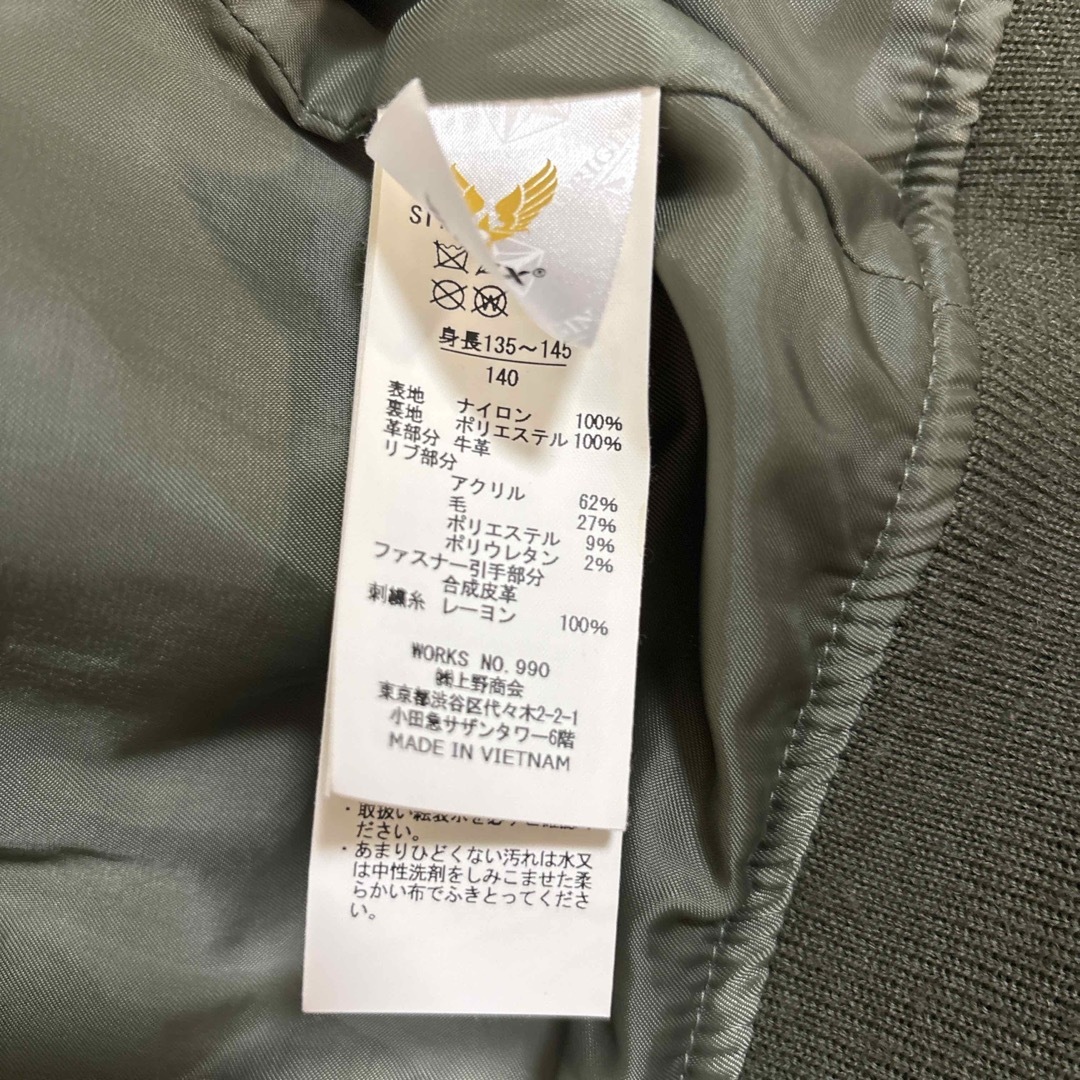 身長135～145
140
表地 ナイロン 100%
裏地 ポリエステル 100%
革部分 牛革
リブ部分
アクリル 62%
毛 27%
ポリエステル 9%
ポリウレタン 2%
ファスナー引手部分
合成皮革
刺繍糸 レーヨン 100%
WORKS NO.990
㈱上野商会
東京都渋谷区代々木2-2-1
小田急サザンタワー6階
MADE IN VIETNAM
ださい。
・あまりひどくない汚れは水又
は中性洗剤をしみこませた柔
らかい布でふきとってくださ
い。